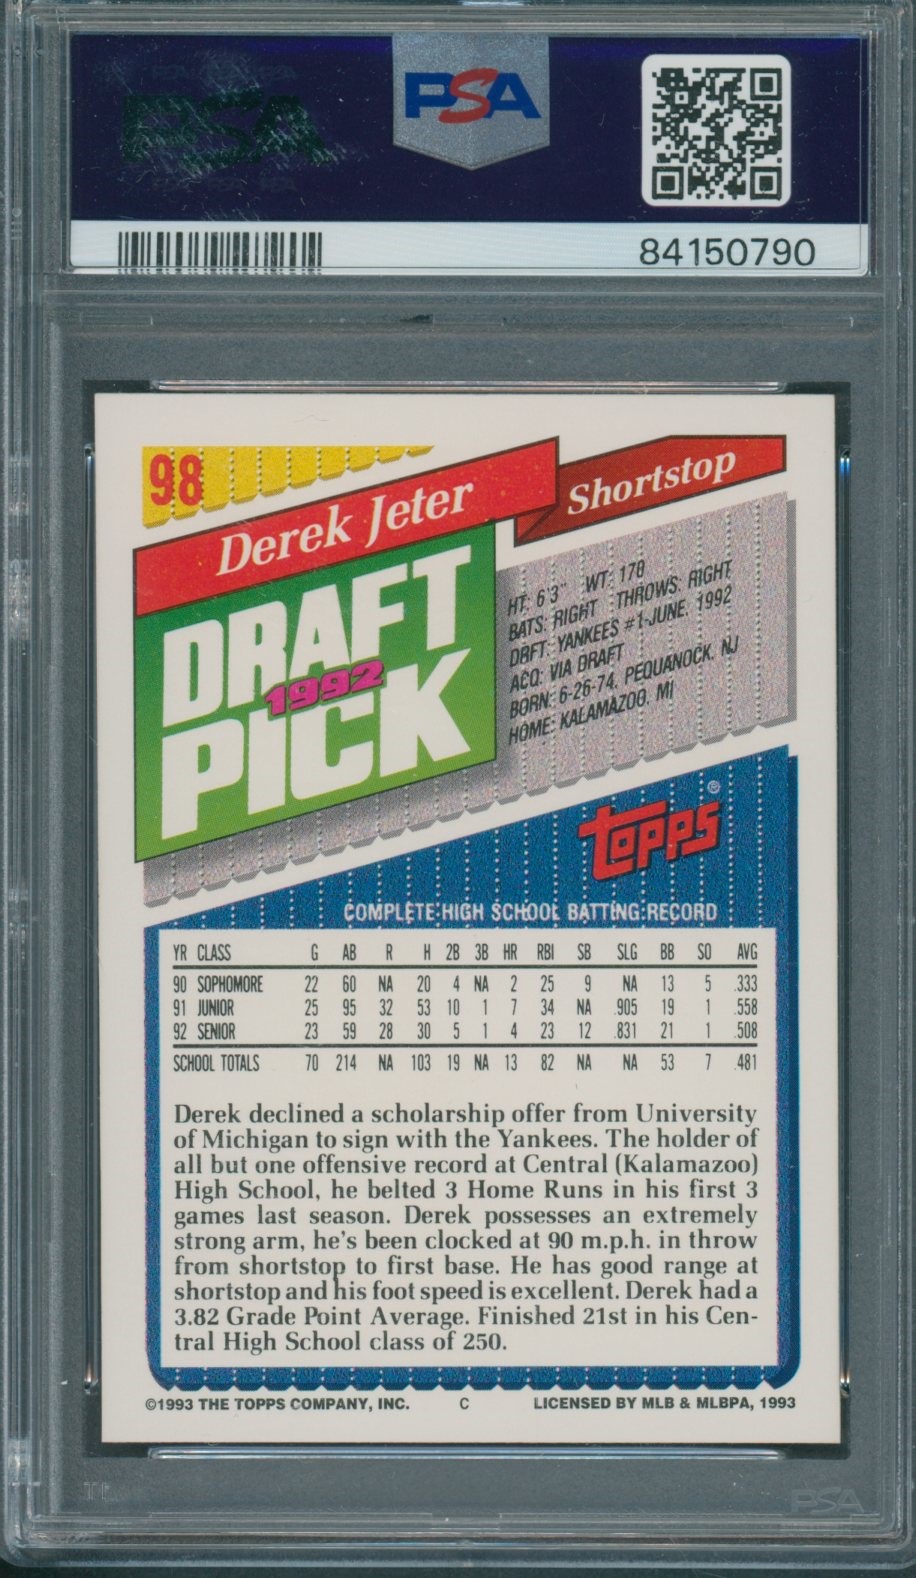 PSA
PSA
84150790
98
Derek Jeter
Shortstop
DRAFT
1992
PICK
HT: 6'3" WT: 170
BATS: RIGHT THROWS: RIGHT
DRFT: YANKEES #1-JUNE, 1992
ACQ: VIA DRAFT
BORN: 6-26-74, PEQUANOCK, NJ
HOME: KALAMAZOO, MI
topps®
COMPLETE HIGH SCHOOL BATTING RECORD
YR CLASS G AB R H 2B 3B HR RBI SB SLG BB SO AVG
90 SOPHOMORE 22 60 NA 20 4 NA 2 25 9 NA 13 5 .333
91 JUNIOR 25 95 32 53 10 1 7 34 NA .905 19 1 .558
92 SENIOR 23 59 28 30 5 1 4 23 12 .831 21 1 .508
SCHOOL TOTALS 70 214 NA 103 19 NA 13 82 NA NA 53 7 .481
Derek declined a scholarship offer from University
of Michigan to sign with the Yankees. The holder of
all but one offensive record at Central (Kalamazoo)
High School, he belted 3 Home Runs in his first 3
games last season. Derek possesses an extremely
strong arm, he's been clocked at 90 m.p.h. in throw
from shortstop to first base. He has good range at
shortstop and his foot speed is excellent. Derek had a
3.82 Grade Point Average. Finished 21st in his Cen-
tral High School class of 250.
©1993 THE TOPPS COMPANY, INC. C LICENSED BY MLB & MLBPA, 1993
PSA